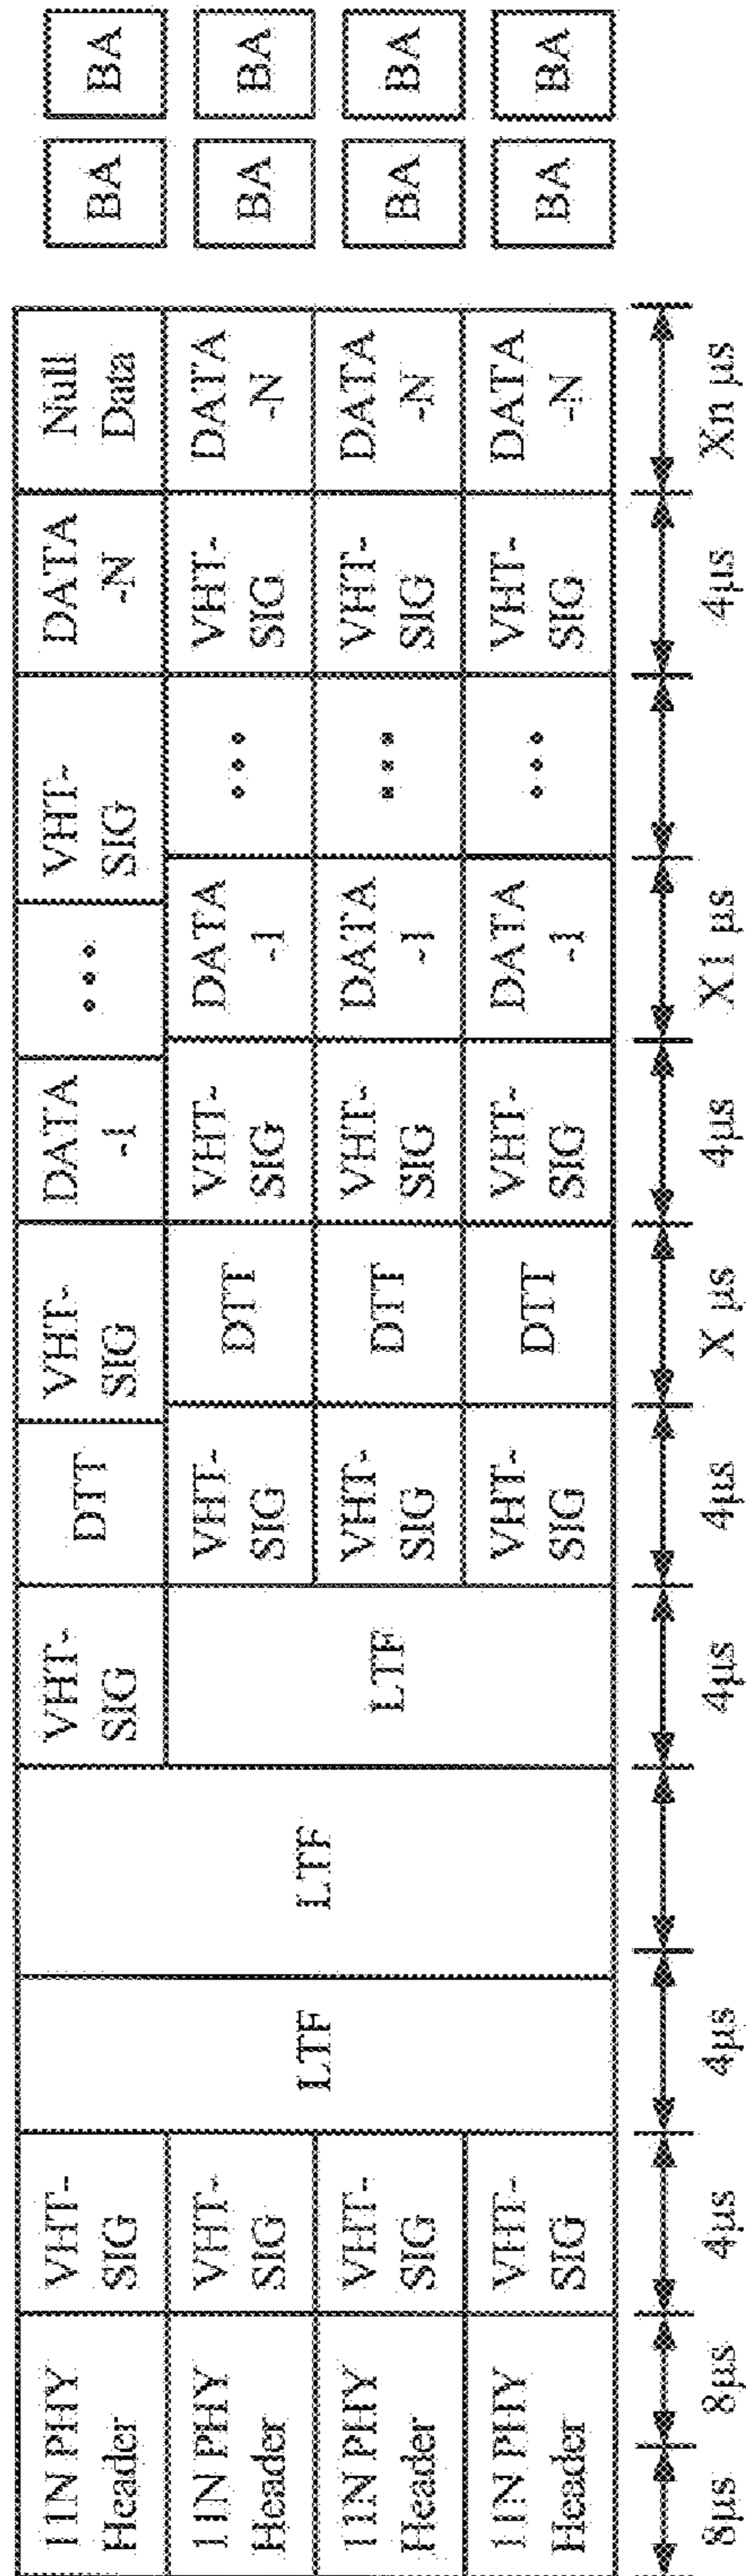 11N PHY
Header
VHT-
SIG
LTF
LTF
VHT-
SIG
DTT
VHT-
SIG
DATA
-1
•••
VHT-
SIG
DATA
-N
Null
Data
BA
BA
11N PHY
Header
VHT-
SIG
LTF
VHT-
SIG
DTT
VHT-
SIG
DATA
-1
•••
VHT-
SIG
DATA
-N
BA
BA
11N PHY
Header
VHT-
SIG
VHT-
SIG
DTT
VHT-
SIG
DATA
-1
•••
VHT-
SIG
DATA
-N
BA
BA
11N PHY
Header
VHT-
SIG
VHT-
SIG
DTT
VHT-
SIG
DATA
-1
•••
VHT-
SIG
DATA
-N
BA
BA
8μs
8μs
4μs
4μs
4μs
4μs
X μs
4μs
X1 μs
4μs
Xn μs